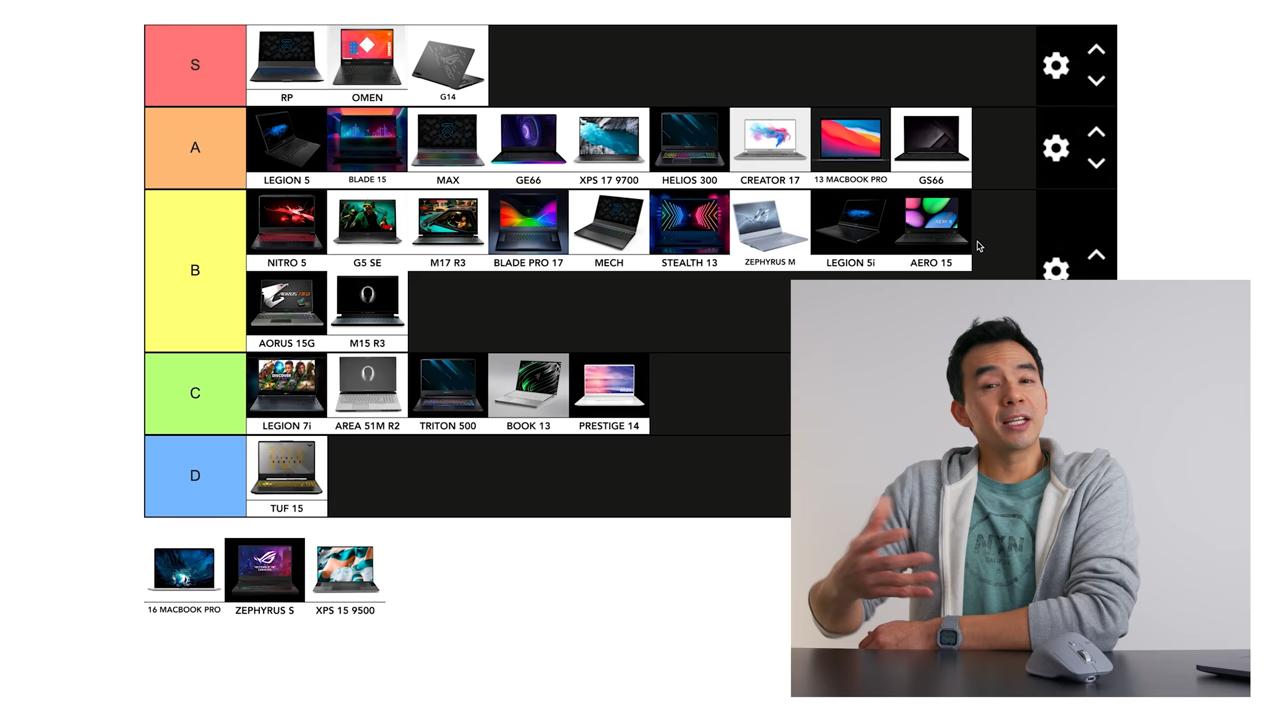 S
RP
OMEN
G14
A
LEGION 5
BLADE 15
MAX
GE66
XPS 17 9700
HELIOS 300
CREATOR 17
13 MACBOOK PRO
GS66
B
NITRO 5
G5 SE
M17 R3
BLADE PRO 17
MECH
STEALTH 13
ZEPHYRUS M
LEGION 5i
AERO 15
AORUS 15G
M15 R3
C
DISCOVER
LEGION 7i
AREA 51M R2
TRITON 500
BOOK 13
PRESTIGE 14
D
TUF 15
16 MACBOOK PRO
ZEPHYRUS S
XPS 15 9500